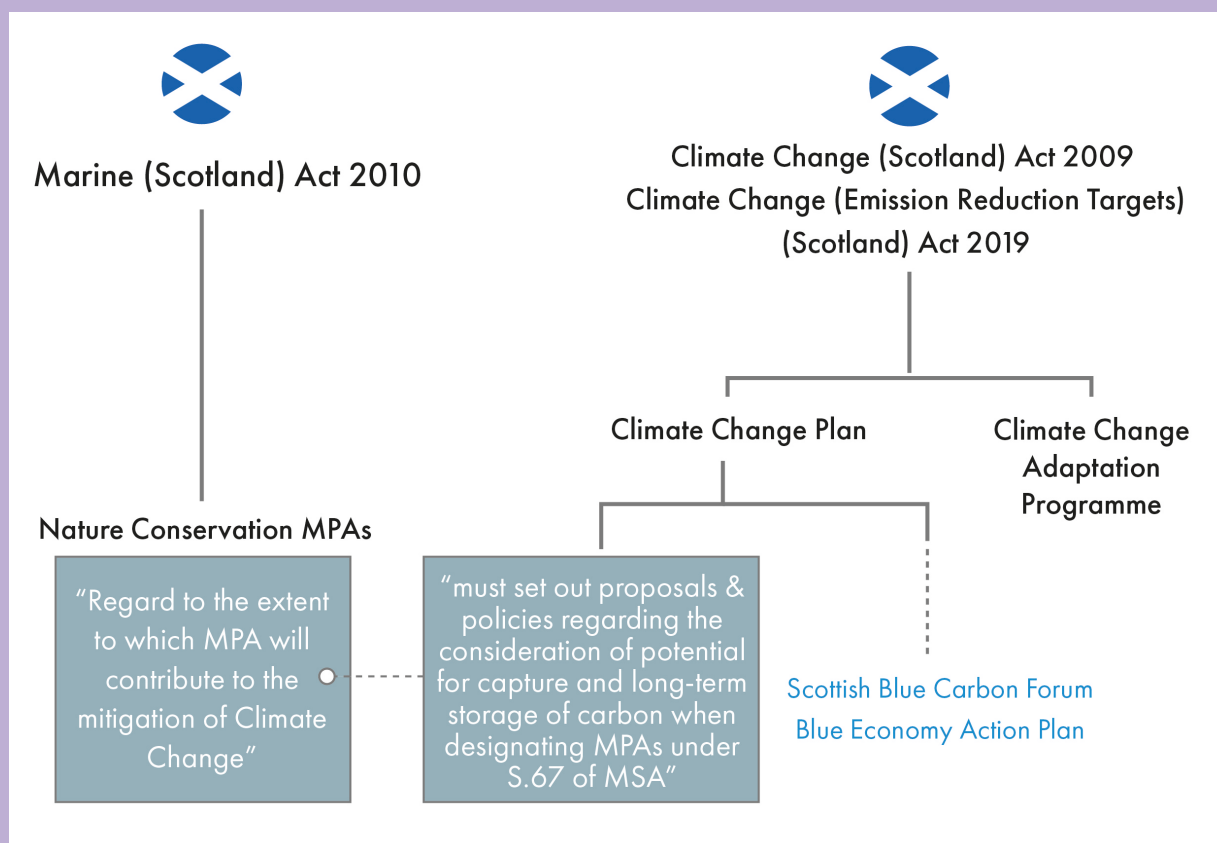 Marine (Scotland) Act 2010
Climate Change (Scotland) Act 2009
Climate Change (Emission Reduction Targets)
(Scotland) Act 2019
Climate Change Plan
Climate Change
Adaptation
Programme
Nature Conservation MPAs
“Regard to the extent
to which MPA will
contribute to the
mitigation of Climate
Change”
“must set out proposals &
policies regarding the
consideration of potential
for capture and long-term
storage of carbon when
designating MPAs under
S.67 of MSA”
Scottish Blue Carbon Forum
Blue Economy Action Plan